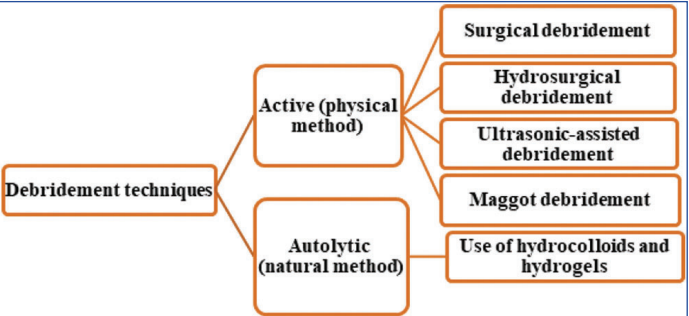 Debridement techniques
Active (physical
method)
Surgical debridement
Hydrosurgical
debridement
Ultrasonic-assisted
debridement
Maggot debridement
Autolytic
(natural method)
Use of hydrocolloids and
hydrogels